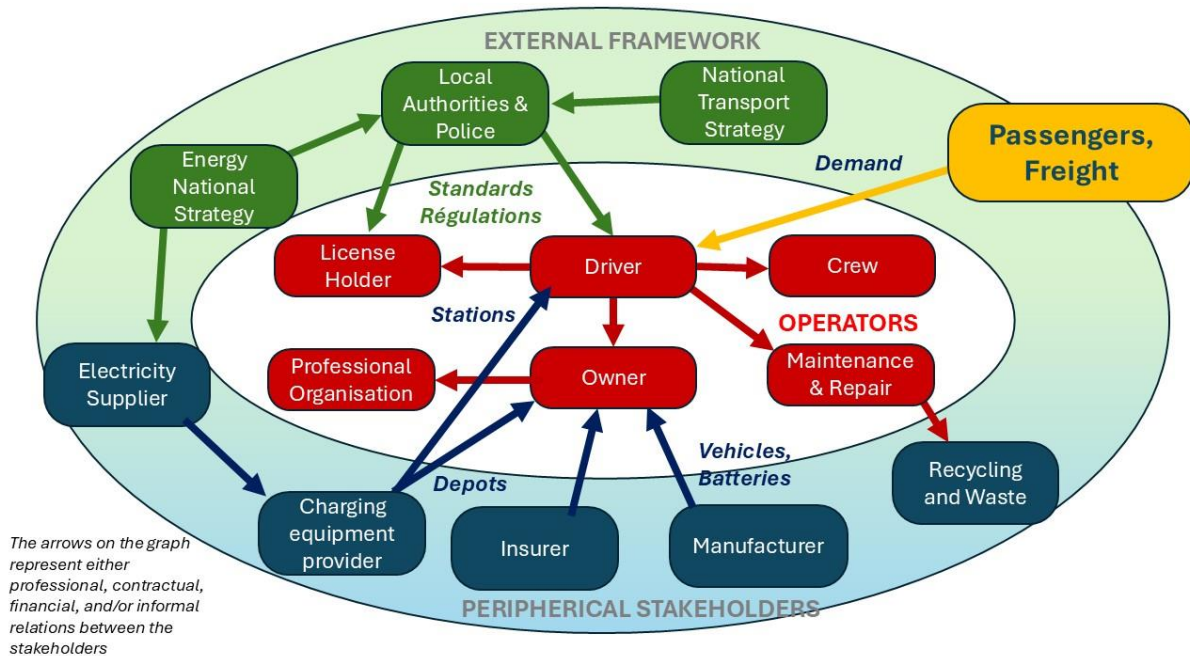 EXTERNAL FRAMEWORK
Local
Authorities &
Police
National
Transport
Strategy
Passengers,
Freight
Energy
National
Strategy
Demand
Standards
Régulations
License
Holder
Driver
Crew
Stations
OPERATORS
Electricity
Supplier
Professional
Organisation
Owner
Maintenance
& Repair
Vehicles,
Batteries
Depots
Recycling
and Waste
Charging
equipment
provider
Insurer
Manufacturer
PERIPHERICAL STAKEHOLDERS
The arrows on the graph
represent either
professional, contractual,
financial, and/or informal
relations between the
stakeholders